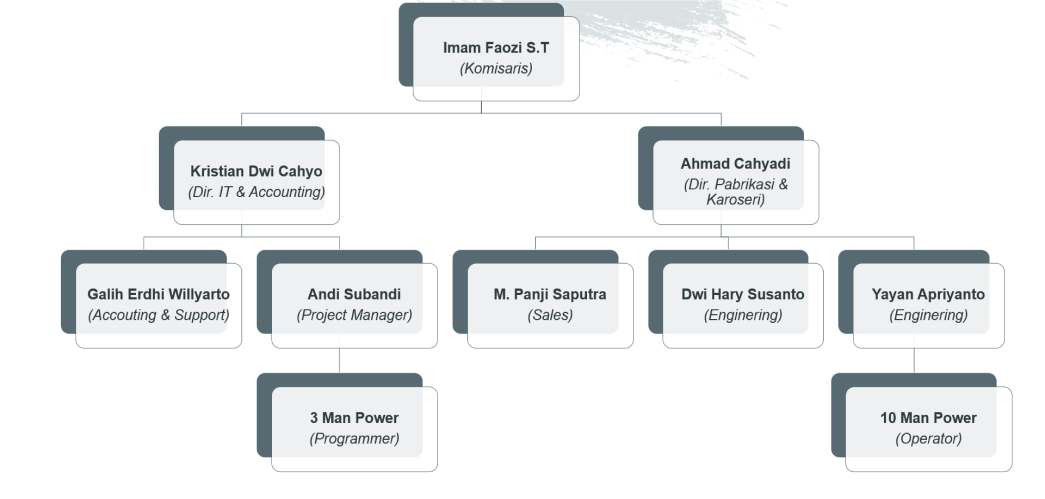 Imam Faozi S.T
(Komisaris)
Kristian Dwi Cahyo
(Dir. IT & Accounting)
Ahmad Cahyadi
(Dir. Pabrikasi &
Karoseri)
Galih Erdhi Willyarto
(Accouting & Support)
Andi Subandi
(Project Manager)
M. Panji Saputra
(Sales)
Dwi Hary Susanto
(Enginering)
Yayan Apriyanto
(Enginering)
3 Man Power
(Programmer)
10 Man Power
(Operator)